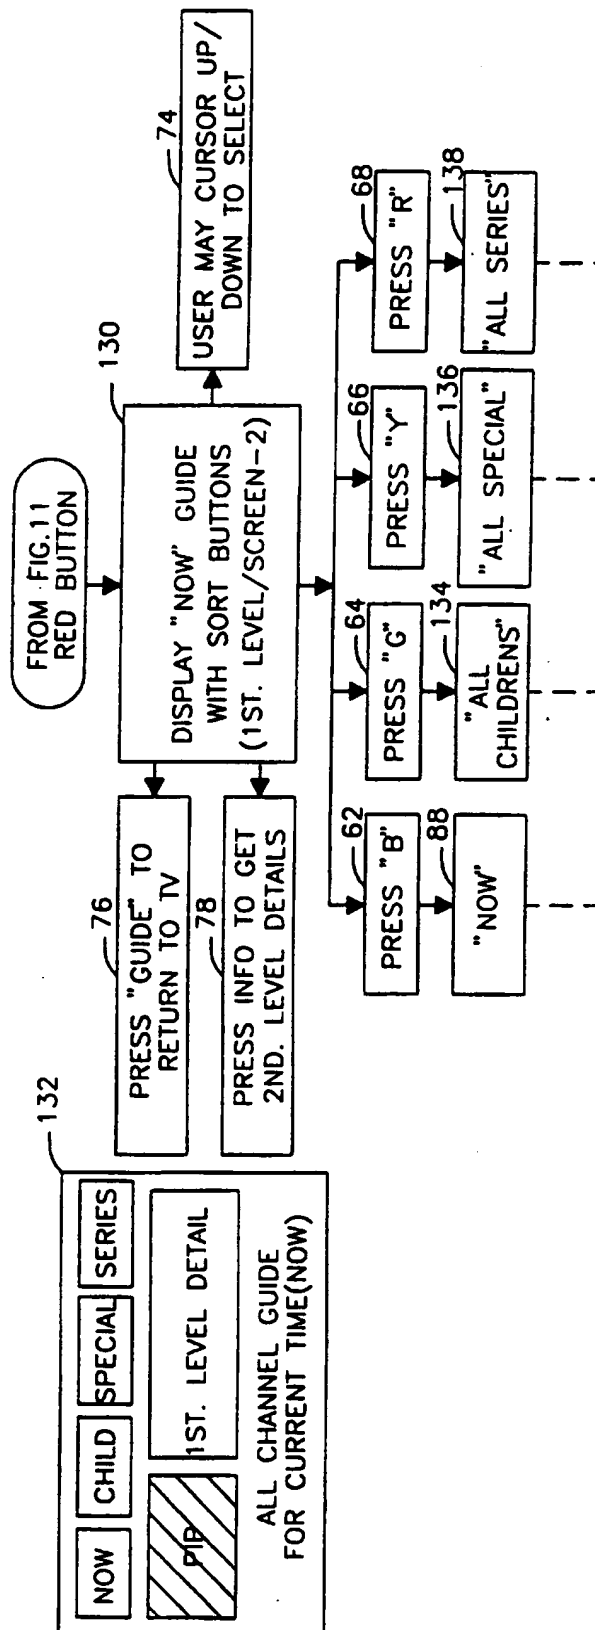 132
NOW
CHILD
SPECIAL
SERIES
PIP
1ST. LEVEL DETAIL
ALL CHANNEL GUIDE
FOR CURRENT TIME(NOW)
FROM FIG.11
RED BUTTON
130
DISPLAY "NOW" GUIDE
WITH SORT BUTTONS
(1ST. LEVEL/SCREEN-2)
76
PRESS "GUIDE" TO
RETURN TO TV
78
PRESS INFO TO GET
2ND. LEVEL DETAILS
74
USER MAY CURSOR UP/
DOWN TO SELECT
62
PRESS "B"
88
"NOW"
64
PRESS "G"
134
"ALL
CHILDRENS"
66
PRESS "Y"
136
"ALL SPECIAL"
68
PRESS "R"
138
"ALL SERIES"